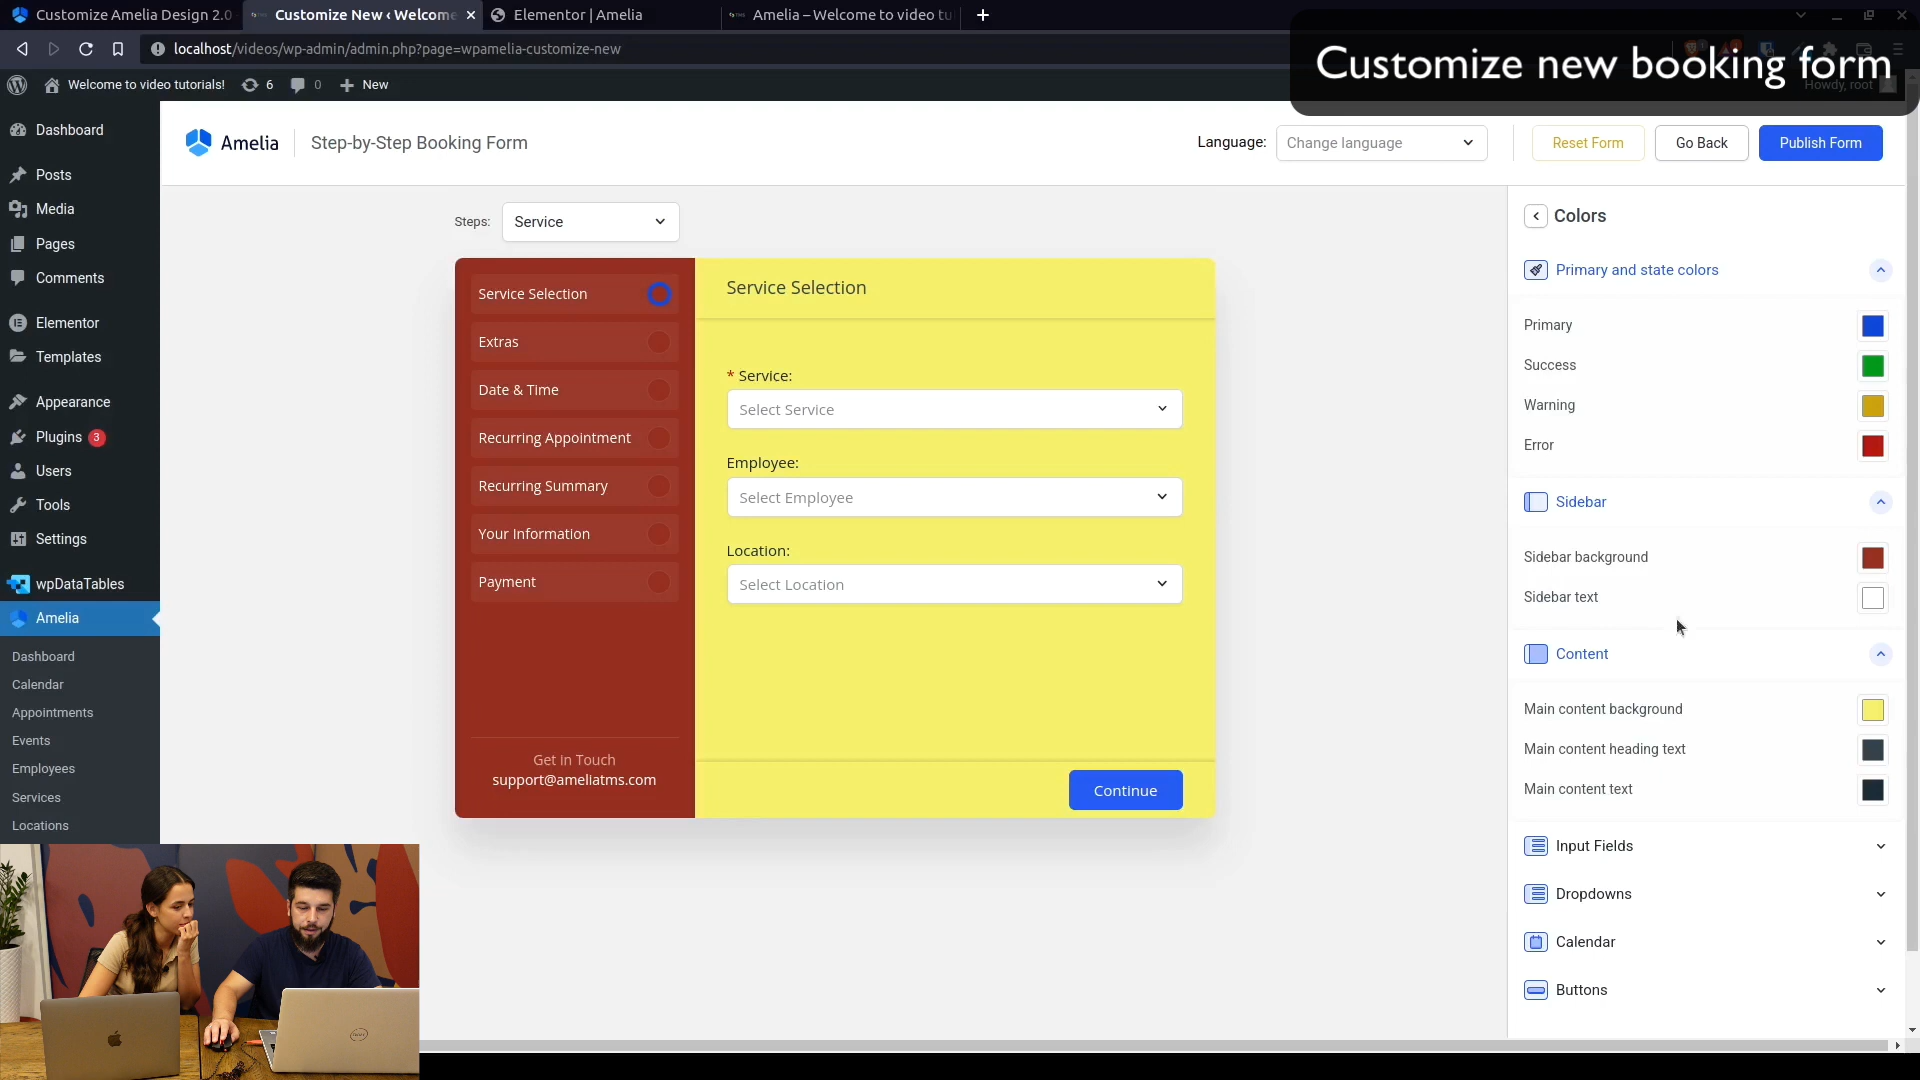 Customize Amelia Design 2.0
Customize New ‹ Welcome
Elementor | Amelia
Amelia – Welcome to video tu
localhost/videos/wp-admin/admin.php?page=wpamelia-customize-new
Customize new booking form
Welcome to video tutorials!
6
0
New
Howdy, root
Dashboard
Posts
Media
Pages
Comments
Elementor
Templates
Appearance
Plugins 3
Users
Tools
Settings
wpDataTables
Amelia
Dashboard
Calendar
Appointments
Events
Employees
Services
Locations
Amelia
Step-by-Step Booking Form
Language:
Change language
Reset Form
Go Back
Publish Form
Steps:
Service
Service Selection
Extras
Date & Time
Recurring Appointment
Recurring Summary
Your Information
Payment
Get in Touch
support@ameliatms.com
Service Selection
* Service:
Select Service
Employee:
Select Employee
Location:
Select Location
Continue
Colors
Primary and state colors
Primary
Success
Warning
Error
Sidebar
Sidebar background
Sidebar text
Content
Main content background
Main content heading text
Main content text
Input Fields
Dropdowns
Calendar
Buttons